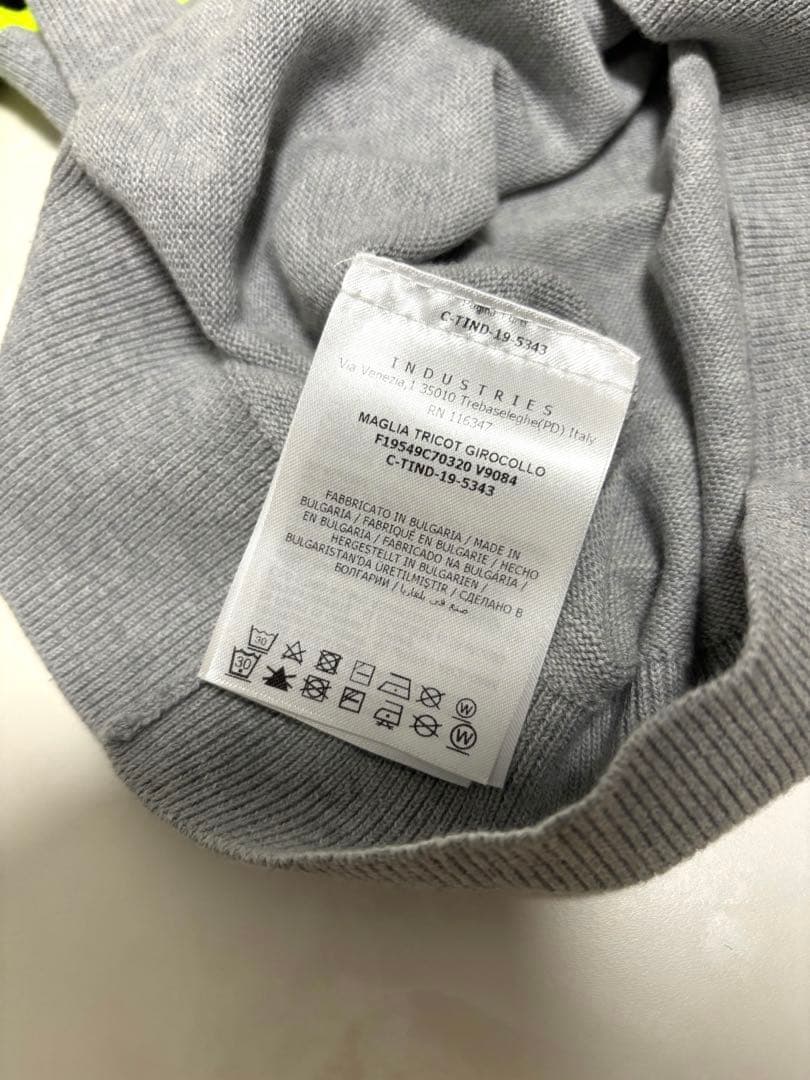 C-TIND-19-5343
INDUSTRIES
Via Venezia,1 35010 Trebaseleghe(PD) Italy
RN 116347
MAGLIA TRICOT GIROCOLLO
F19549C70320 V9084
C-TIND-19-5343
FABBRICATO IN BULGARIA / MADE IN
BULGARIA / FABRIQUÉ EN BULGARIE / HECHO
EN BULGARIA / FABRICADO NA BULGÁRIA /
HERGESTELLT IN BULGARIEN /
BULGARISTAN'DA ÜRETILMIŞTIR / СДЕЛАНО В
БОЛГАРИИ / صنع في بلغاريا
30
30
W
W